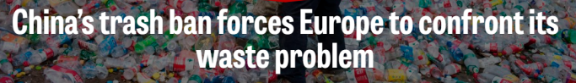 China's trash ban forces Europe to confront its
waste problem